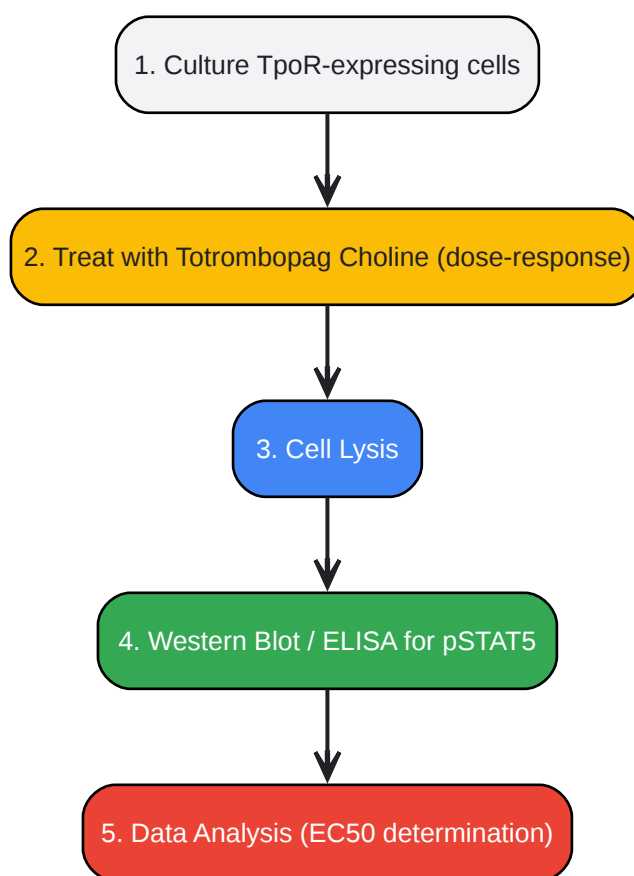 1. Culture TpoR-expressing cells
2. Treat with Totrombopag Choline (dose-response)
3. Cell Lysis
4. Western Blot / ELISA for pSTAT5
5. Data Analysis (EC50 determination)